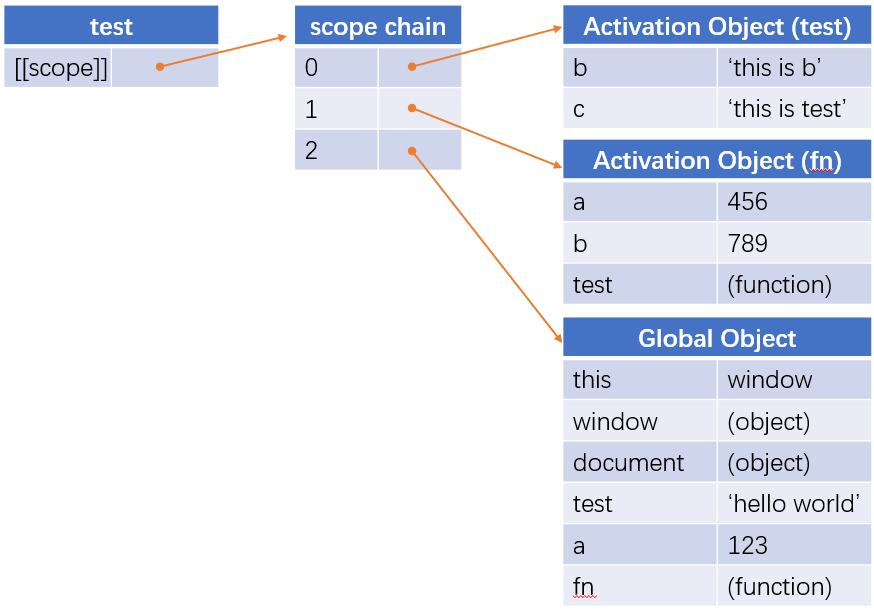 test
[[scope]]
scope chain
0
1
2
Activation Object (test)
b ‘this is b’
c ‘this is test’
Activation Object (fn)
a 456
b 789
test (function)
Global Object
this window
window (object)
document (object)
test ‘hello world’
a 123
fn (function)